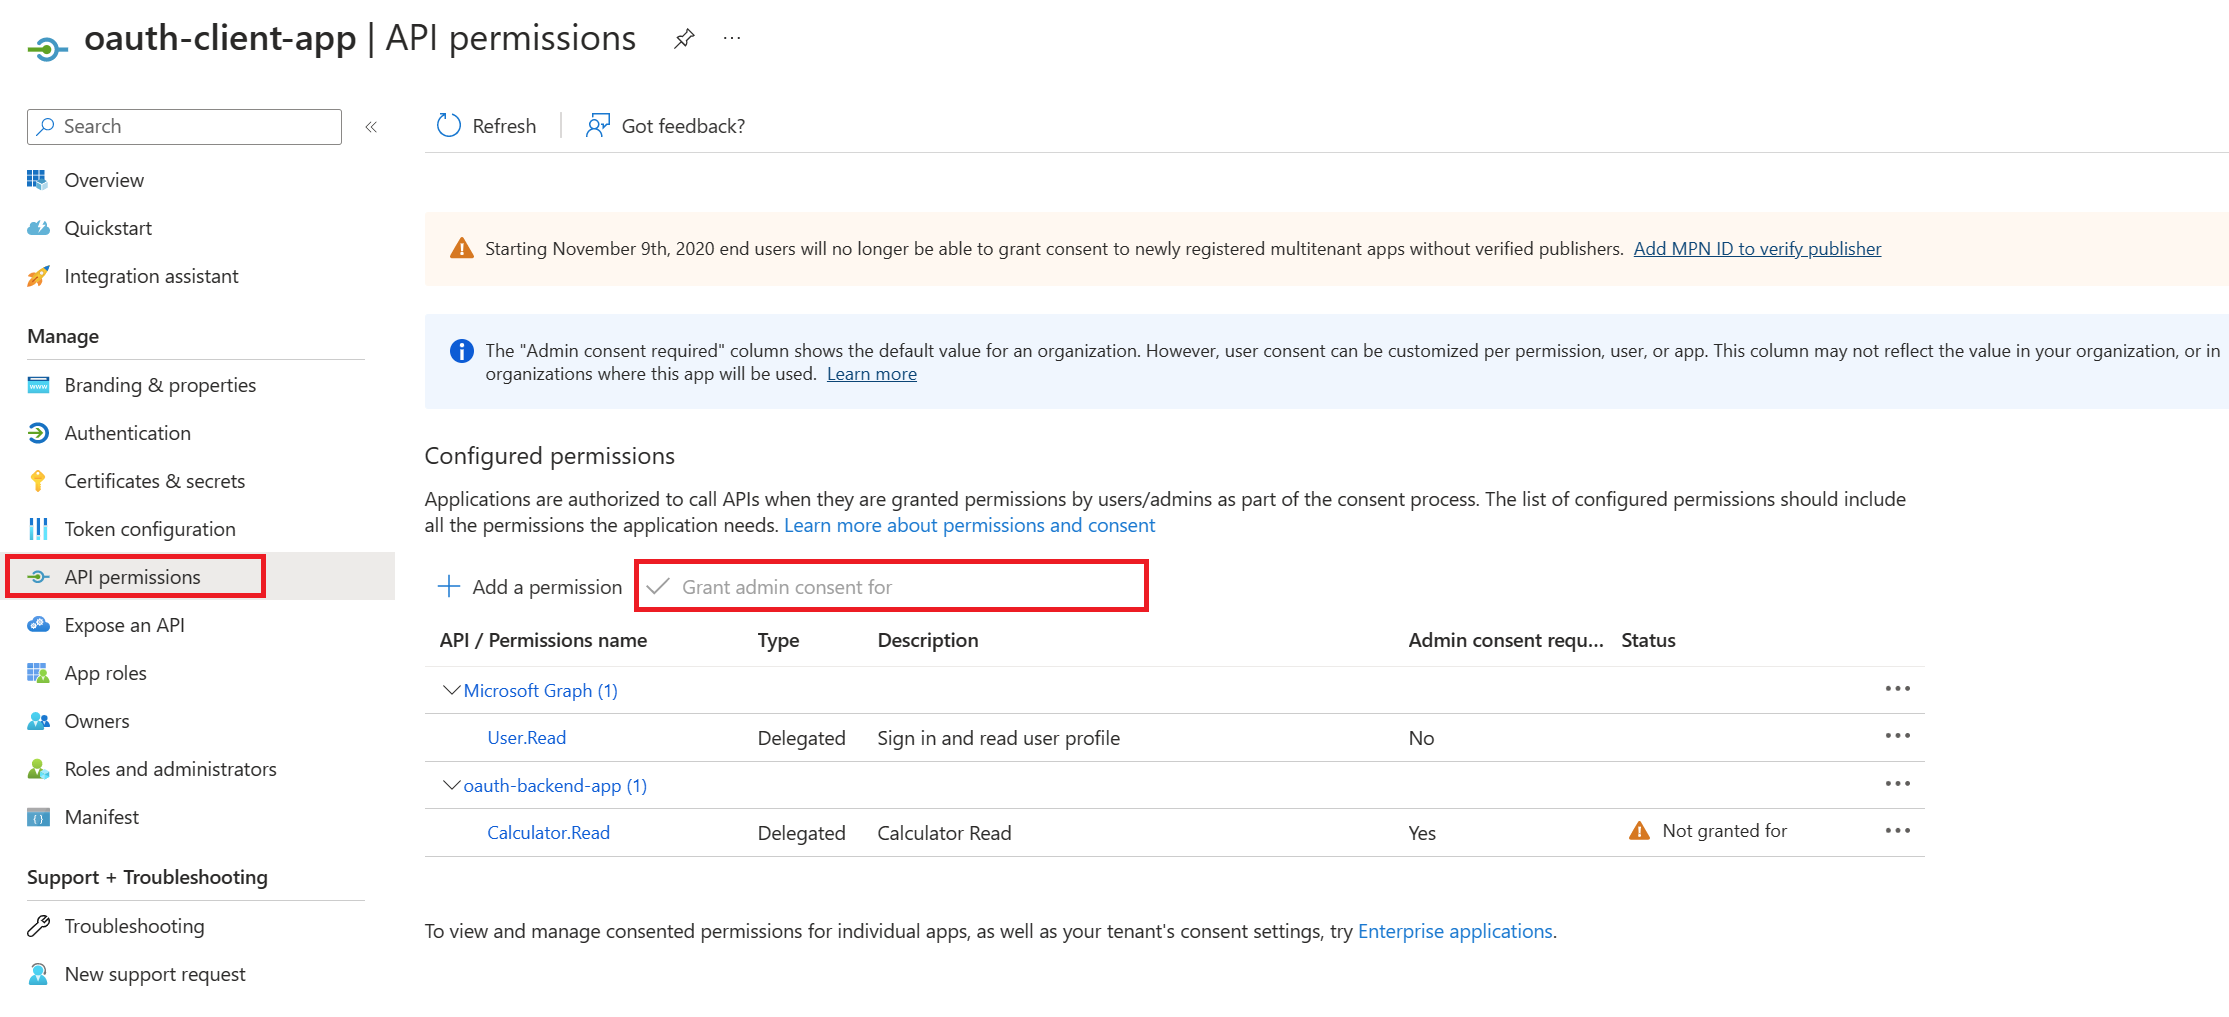 oauth-client-app | API permissions
Search
Overview
Quickstart
Integration assistant
Manage
Branding & properties
Authentication
Certificates & secrets
Token configuration
API permissions
Expose an API
App roles
Owners
Roles and administrators
Manifest
Support + Troubleshooting
Troubleshooting
New support request
Refresh
Got feedback?
Starting November 9th, 2020 end users will no longer be able to grant consent to newly registered multitenant apps without verified publishers. Add MPN ID to verify publisher
The "Admin consent required" column shows the default value for an organization. However, user consent can be customized per permission, user, or app. This column may not reflect the value in your organization, or in
organizations where this app will be used. Learn more
Configured permissions
Applications are authorized to call APIs when they are granted permissions by users/admins as part of the consent process. The list of configured permissions should include
all the permissions the application needs. Learn more about permissions and consent
Add a permission Grant admin consent for
API / Permissions name Type Description Admin consent requ... Status
Microsoft Graph (1)
User.Read Delegated Sign in and read user profile No
oauth-backend-app (1)
Calculator.Read Delegated Calculator Read Yes Not granted for
To view and manage consented permissions for individual apps, as well as your tenant's consent settings, try Enterprise applications.